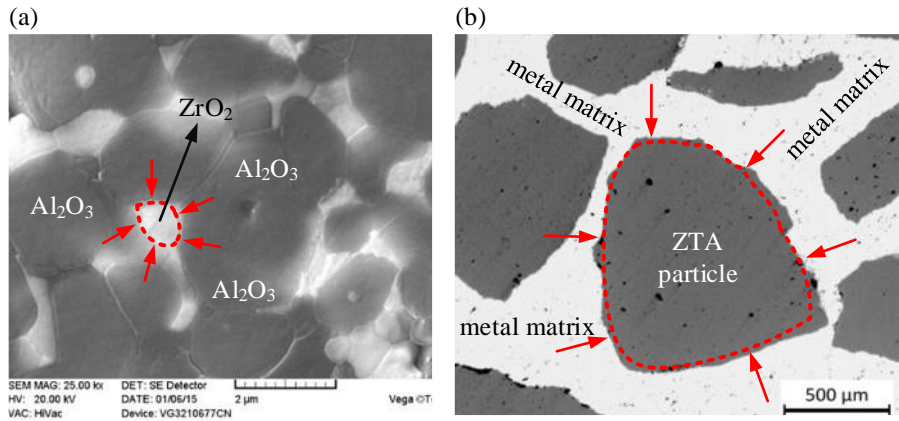 (a)
ZrO₂
Al₂O₃
Al₂O₃
Al₂O₃
SEM MAG: 25.00 kx DET: SE Detector
HV: 20.00 kV DATE: 01/06/15 2 µm Vega ©T
VAC: HiVac Device: VG3210677CN
(b)
metal matrix
metal matrix
ZTA
particle
metal matrix
500 µm